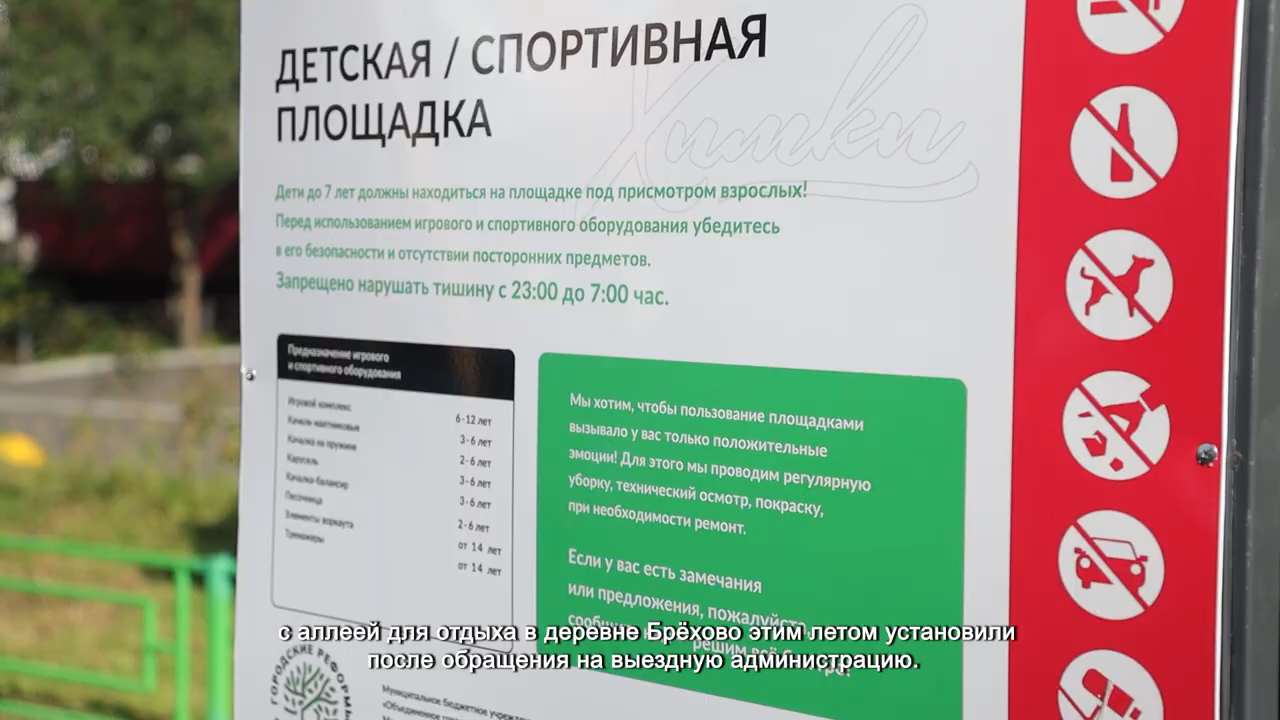 ДЕТСКАЯ / СПОРТИВНАЯ
ПЛОЩАДКА
Химки
Дети до 7 лет должны находиться на площадке под присмотром взрослых!
Перед использованием игрового и спортивного оборудования убедитесь
в его безопасности и отсутствии посторонних предметов.
Запрещено нарушать тишину с 23:00 до 7:00 час.
Предназначение игрового
и спортивного оборудования
Игровой комплекс 6-12 лет
Качели маятниковые 3-6 лет
Качалка на пружине 2-6 лет
Карусель 3-6 лет
Качалка-балансир 3-6 лет
Песочница 2-6 лет
Элементы воркаута от 14 лет
Тренажеры от 14 лет
Мы хотим, чтобы пользование площадками
вызывало у вас только положительные
эмоции! Для этого мы проводим регулярную
уборку, технический осмотр, покраску,
при необходимости ремонт.
Если у вас есть замечания
или предложения, пожалуйста,
решим всё
с аллеей для отдыха в деревне Брёхово этим летом установили
после обращения на выездную администрацию.
ГОРОДСКИЕ РЕФОРМЫ
Муниципальное бюджетное